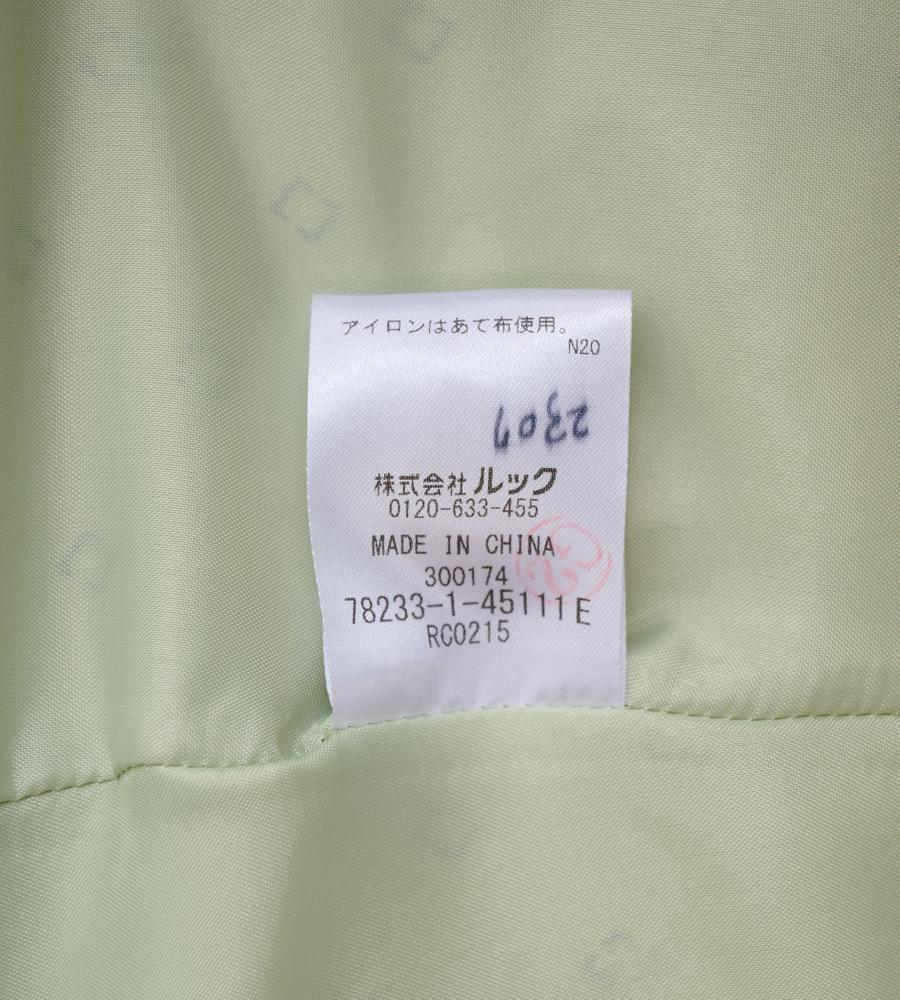 アイロンはあて布使用。
N20
株式会社ルック
0120-633-455
MADE IN CHINA
300174
78233-1-45111E
RC0215